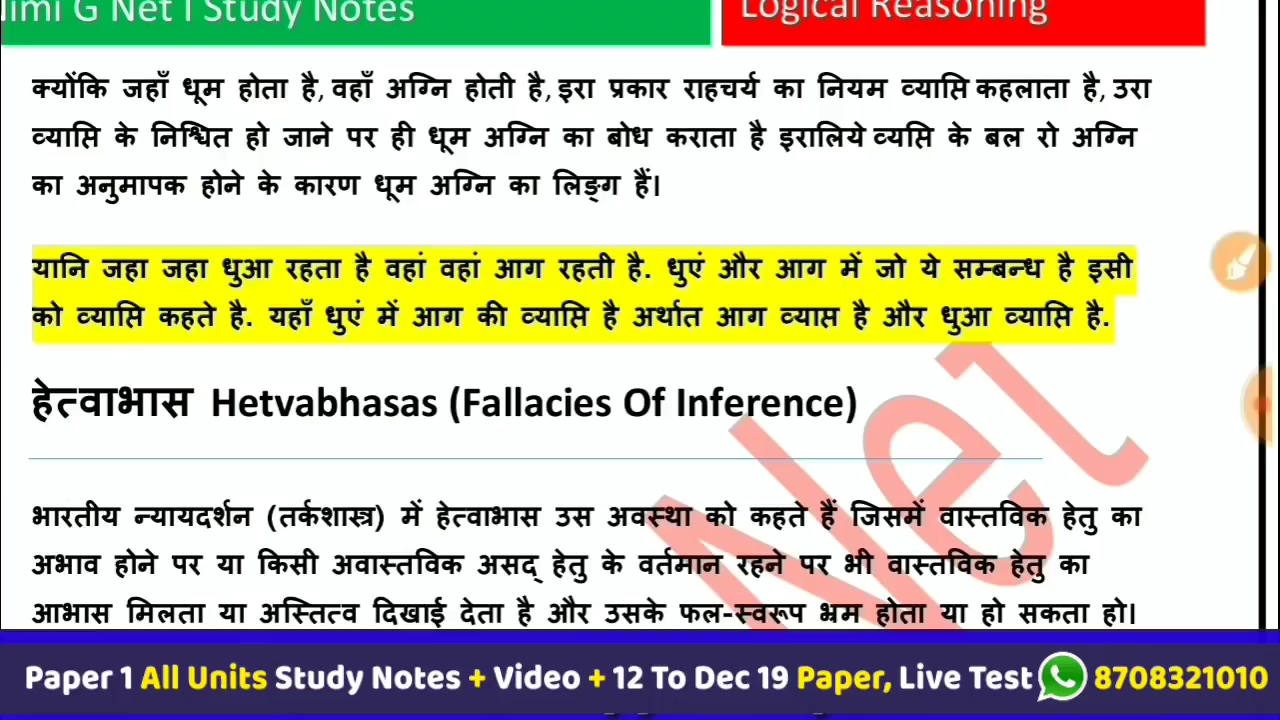 imi G Net I Study Notes
Logical Reasoning
क्योंकि जहाँ धूम होता है, वहाँ अग्नि होती है, इरा प्रकार राहचर्य का नियम व्याप्ति कहलाता है, उरा
व्याप्ति के निश्चित हो जाने पर ही धूम अग्नि का बोध कराता है इरालिये व्यप्ति के बल रो अग्नि
का अनुमापक होने के कारण धूम अग्नि का लिङ्ग हैं।
यानि जहा जहा धुआ रहता है वहां वहां आग रहती है. धुएं और आग में जो ये सम्बन्ध है इसी
को व्याप्ति कहते है. यहाँ धुएं में आग की व्याप्ति है अर्थात आग व्याप्त है और धुआ व्याप्ति है.
हेत्वाभास Hetvabhasas (Fallacies Of Inference)
भारतीय न्यायदर्शन (तर्कशास्त्र) में हेत्वाभास उस अवस्था को कहते हैं जिसमें वास्तविक हेतु का
अभाव होने पर या किसी अवास्तविक असद् हेतु के वर्तमान रहने पर भी वास्तविक हेतु का
आभास मिलता या अस्तित्व दिखाई देता है और उसके फल-स्वरूप भ्रम होता या हो सकता हो।
Net
Paper 1 All Units Study Notes + Video + 12 To Dec 19 Paper, Live Test 8708321010